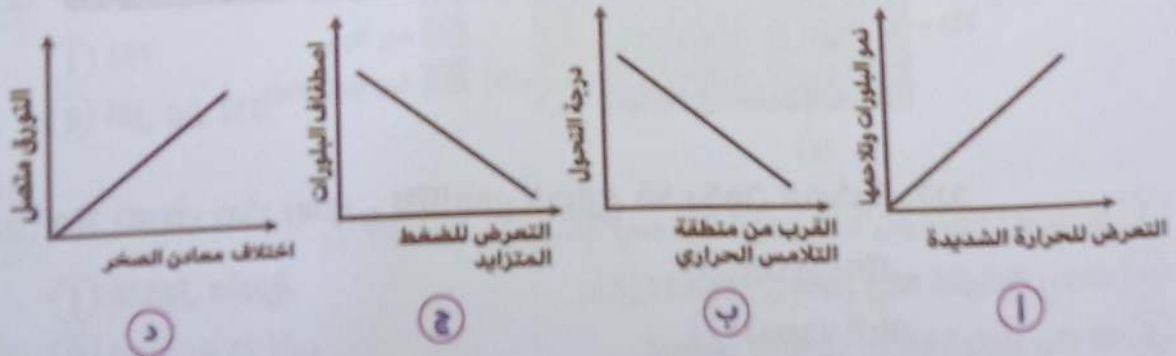 نمو البلورات وتلاحمها
التعرض للحرارة الشديدة
أ
درجة التحول
القرب من منطقة
التلامس الحراري
ب
اصطفاف البلورات
التعرض للضغط
المتزايد
ج
التورق متصل
اختلاف معادن الصخر
د